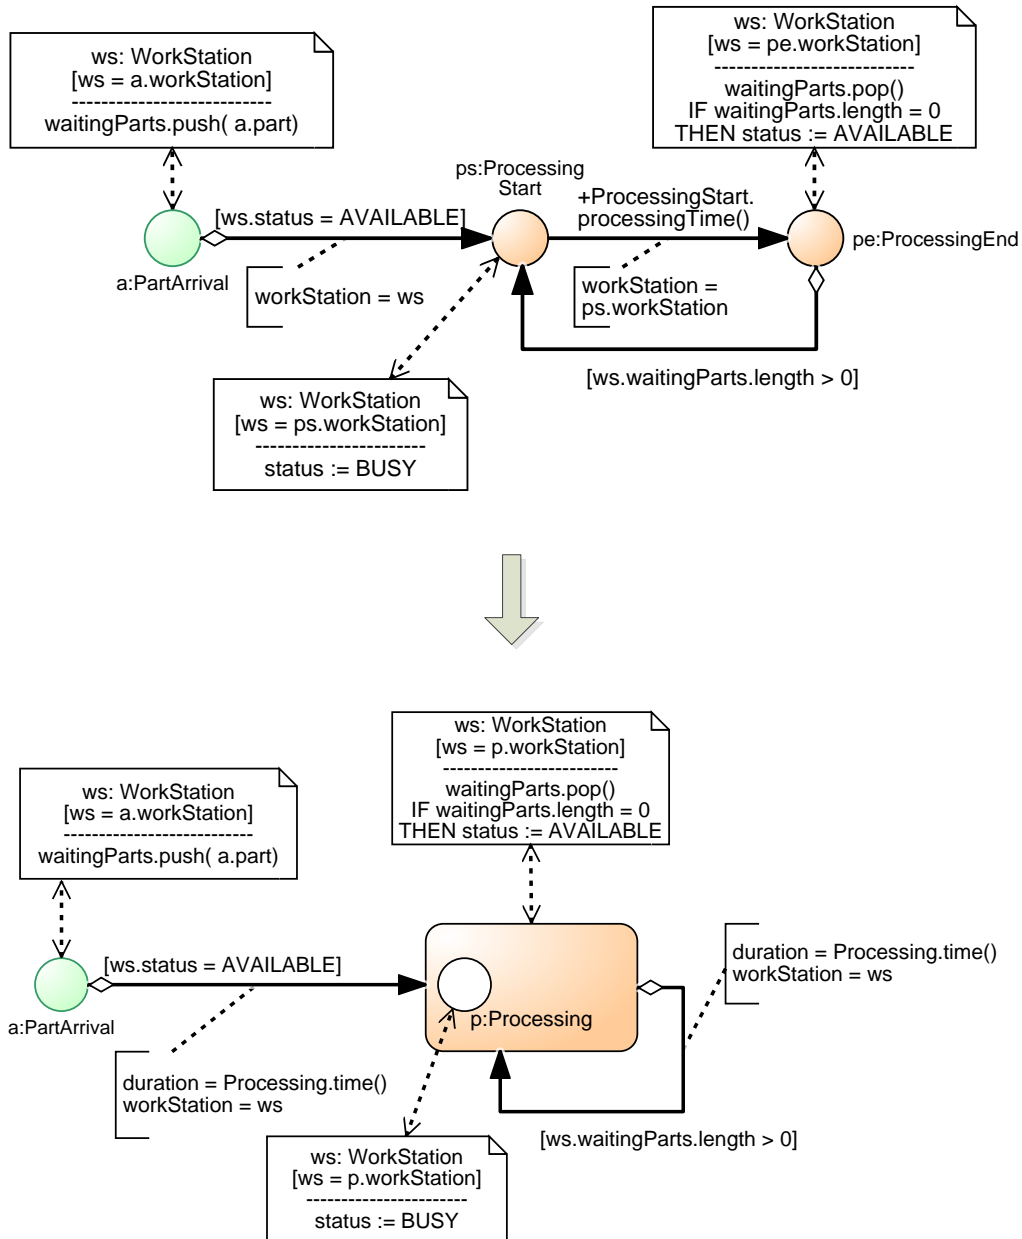 ws: WorkStation
[ws = a.workStation]
---------------------------
waitingParts.push( a.part)
ws: WorkStation
[ws = pe.workStation]
---------------------------
waitingParts.pop()
IF waitingParts.length = 0
THEN status := AVAILABLE
ps:Processing
Start
[ws.status = AVAILABLE]
+ProcessingStart.
processingTime()
a:PartArrival
pe:ProcessingEnd
workStation = ws
workStation =
ps.workStation
[ws.waitingParts.length > 0]
ws: WorkStation
[ws = ps.workStation]
-----------------------
status := BUSY
ws: WorkStation
[ws = p.workStation]
------------------------
waitingParts.pop()
IF waitingParts.length = 0
THEN status := AVAILABLE
ws: WorkStation
[ws = a.workStation]
---------------------------
waitingParts.push( a.part)
[ws.status = AVAILABLE]
a:PartArrival
p:Processing
duration = Processing.time()
workStation = ws
duration = Processing.time()
workStation = ws
[ws.waitingParts.length > 0]
ws: WorkStation
[ws = p.workStation]
-----------------------
status := BUSY